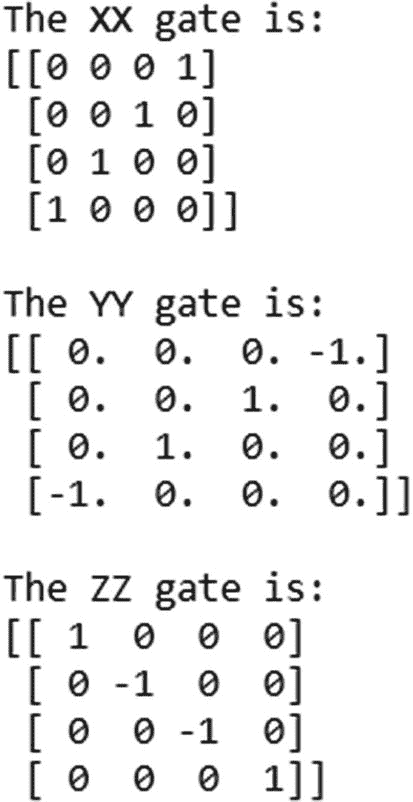 The XX gate is:
[[0 0 0 1]
 [0 0 1 0]
 [0 1 0 0]
 [1 0 0 0]]
The YY gate is:
[[ 0.  0.  0. -1.]
 [ 0.  0.  1.  0.]
 [ 0.  1.  0.  0.]
 [-1.  0.  0.  0.]]
The ZZ gate is:
[[ 1  0  0  0]
 [ 0 -1  0  0]
 [ 0  0 -1  0]
 [ 0  0  0  1]]